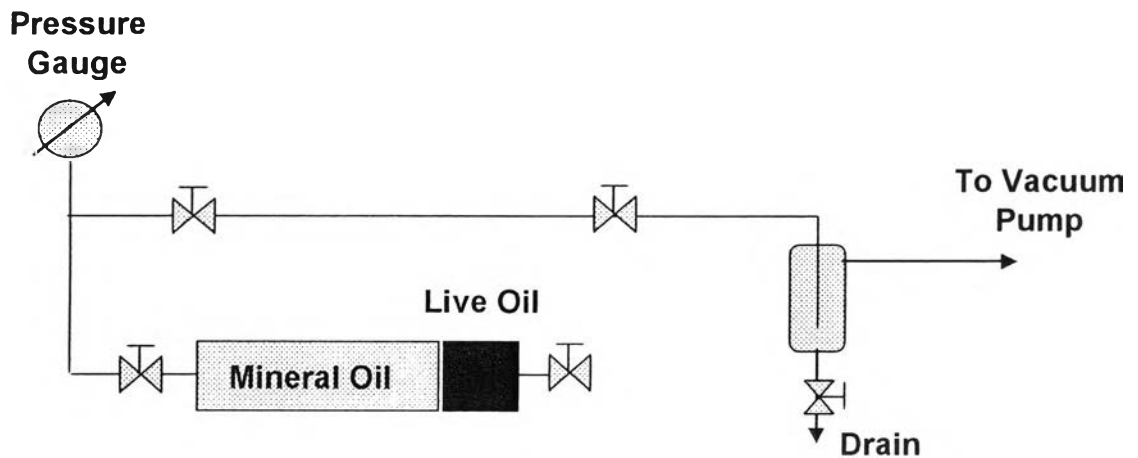 Pressure
Gauge
To Vacuum
Pump
Live Oil
Mineral Oil
Drain